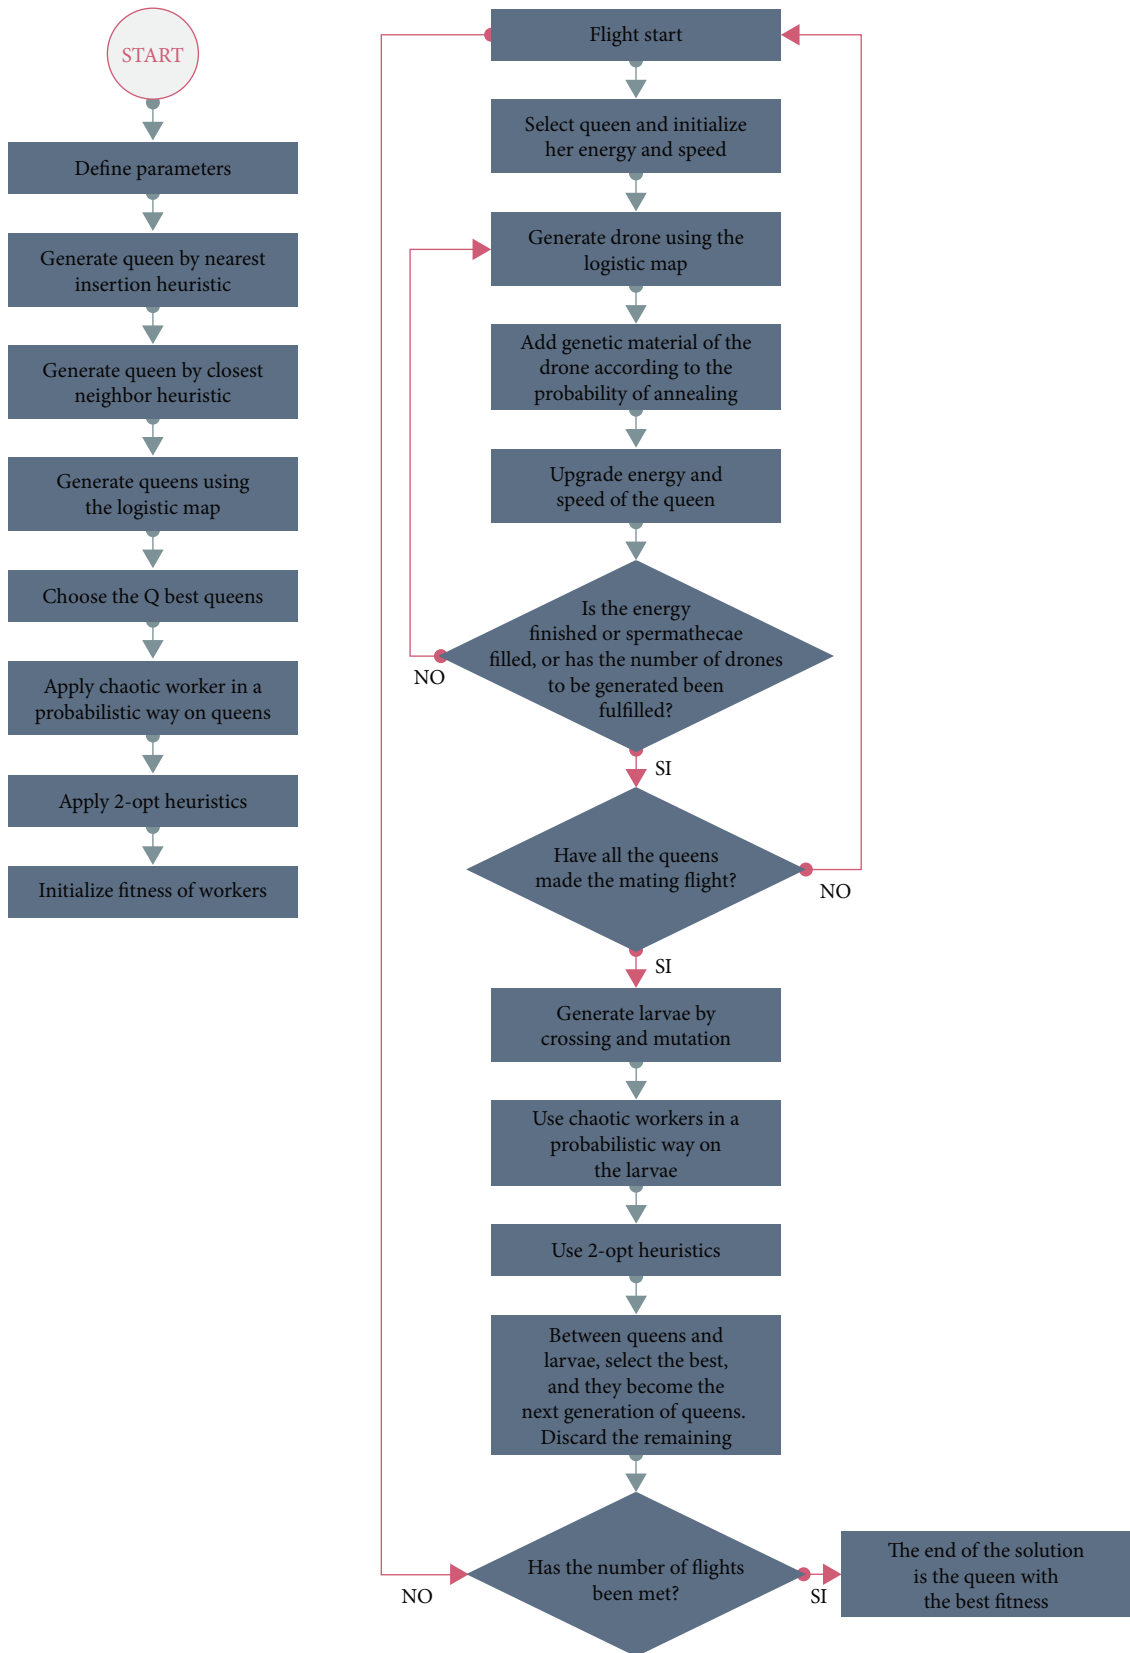 START
Define parameters
Generate queen by nearest
insertion heuristic
Generate queen by closest
neighbor heuristic
Generate queens using
the logistic map
Choose the Q best queens
Apply chaotic worker in a
probabilistic way on queens
Apply 2-opt heuristics
Initialize fitness of workers
Flight start
Select queen and initialize
her energy and speed
Generate drone using the
logistic map
Add genetic material of the
drone according to the
probability of annealing
Upgrade energy and
speed of the queen
Is the energy
finished or spermathecae
filled, or has the number of drones
to be generated been
fulfilled?
NO
SI
Have all the queens
made the mating flight?
NO
SI
Generate larvae by
crossing and mutation
Use chaotic workers in a
probabilistic way on
the larvae
Use 2-opt heuristics
Between queens and
larvae, select the best,
and they become the
next generation of queens.
Discard the remaining
Has the number of flights
been met?
NO
SI
The end of the solution
is the queen with
the best fitness